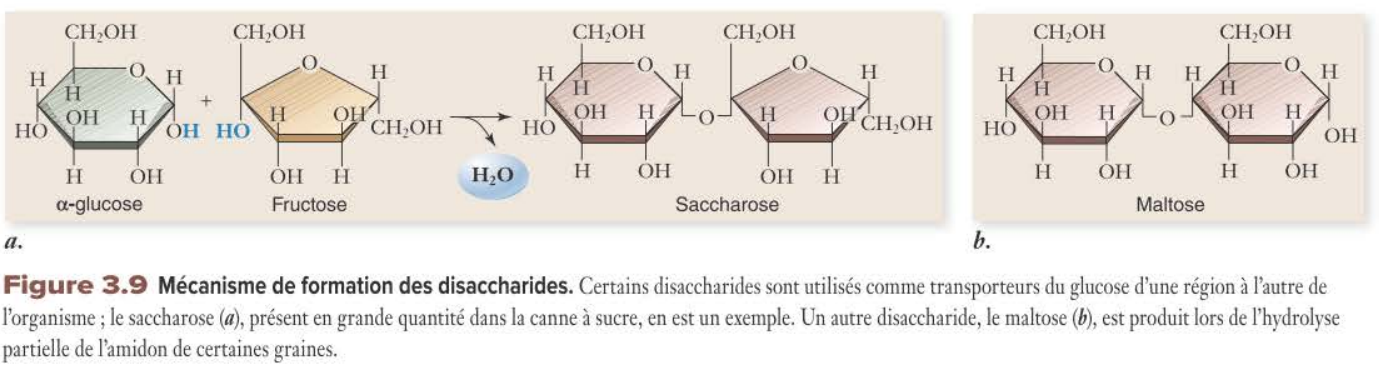 CH₂OH CH₂OH CH₂OH CH₂OH CH₂OH CH₂OH
H O H O H H O H O H H O H H O H
H H H H
OH H + H OH OH H H OH OH H OH H
HO OH HO CH₂OH HO O CH₂OH HO O OH
H₂O
H OH OH H H OH OH H H OH H OH
α-glucose Fructose Saccharose Maltose
a. b.
Figure 3.9 Mécanisme de formation des disaccharides. Certains disaccharides sont utilisés comme transporteurs du glucose d'une région à l'autre de
l'organisme ; le saccharose (a), présent en grande quantité dans la canne à sucre, en est un exemple. Un autre disaccharide, le maltose (b), est produit lors de l'hydrolyse
partielle de l'amidon de certaines graines.